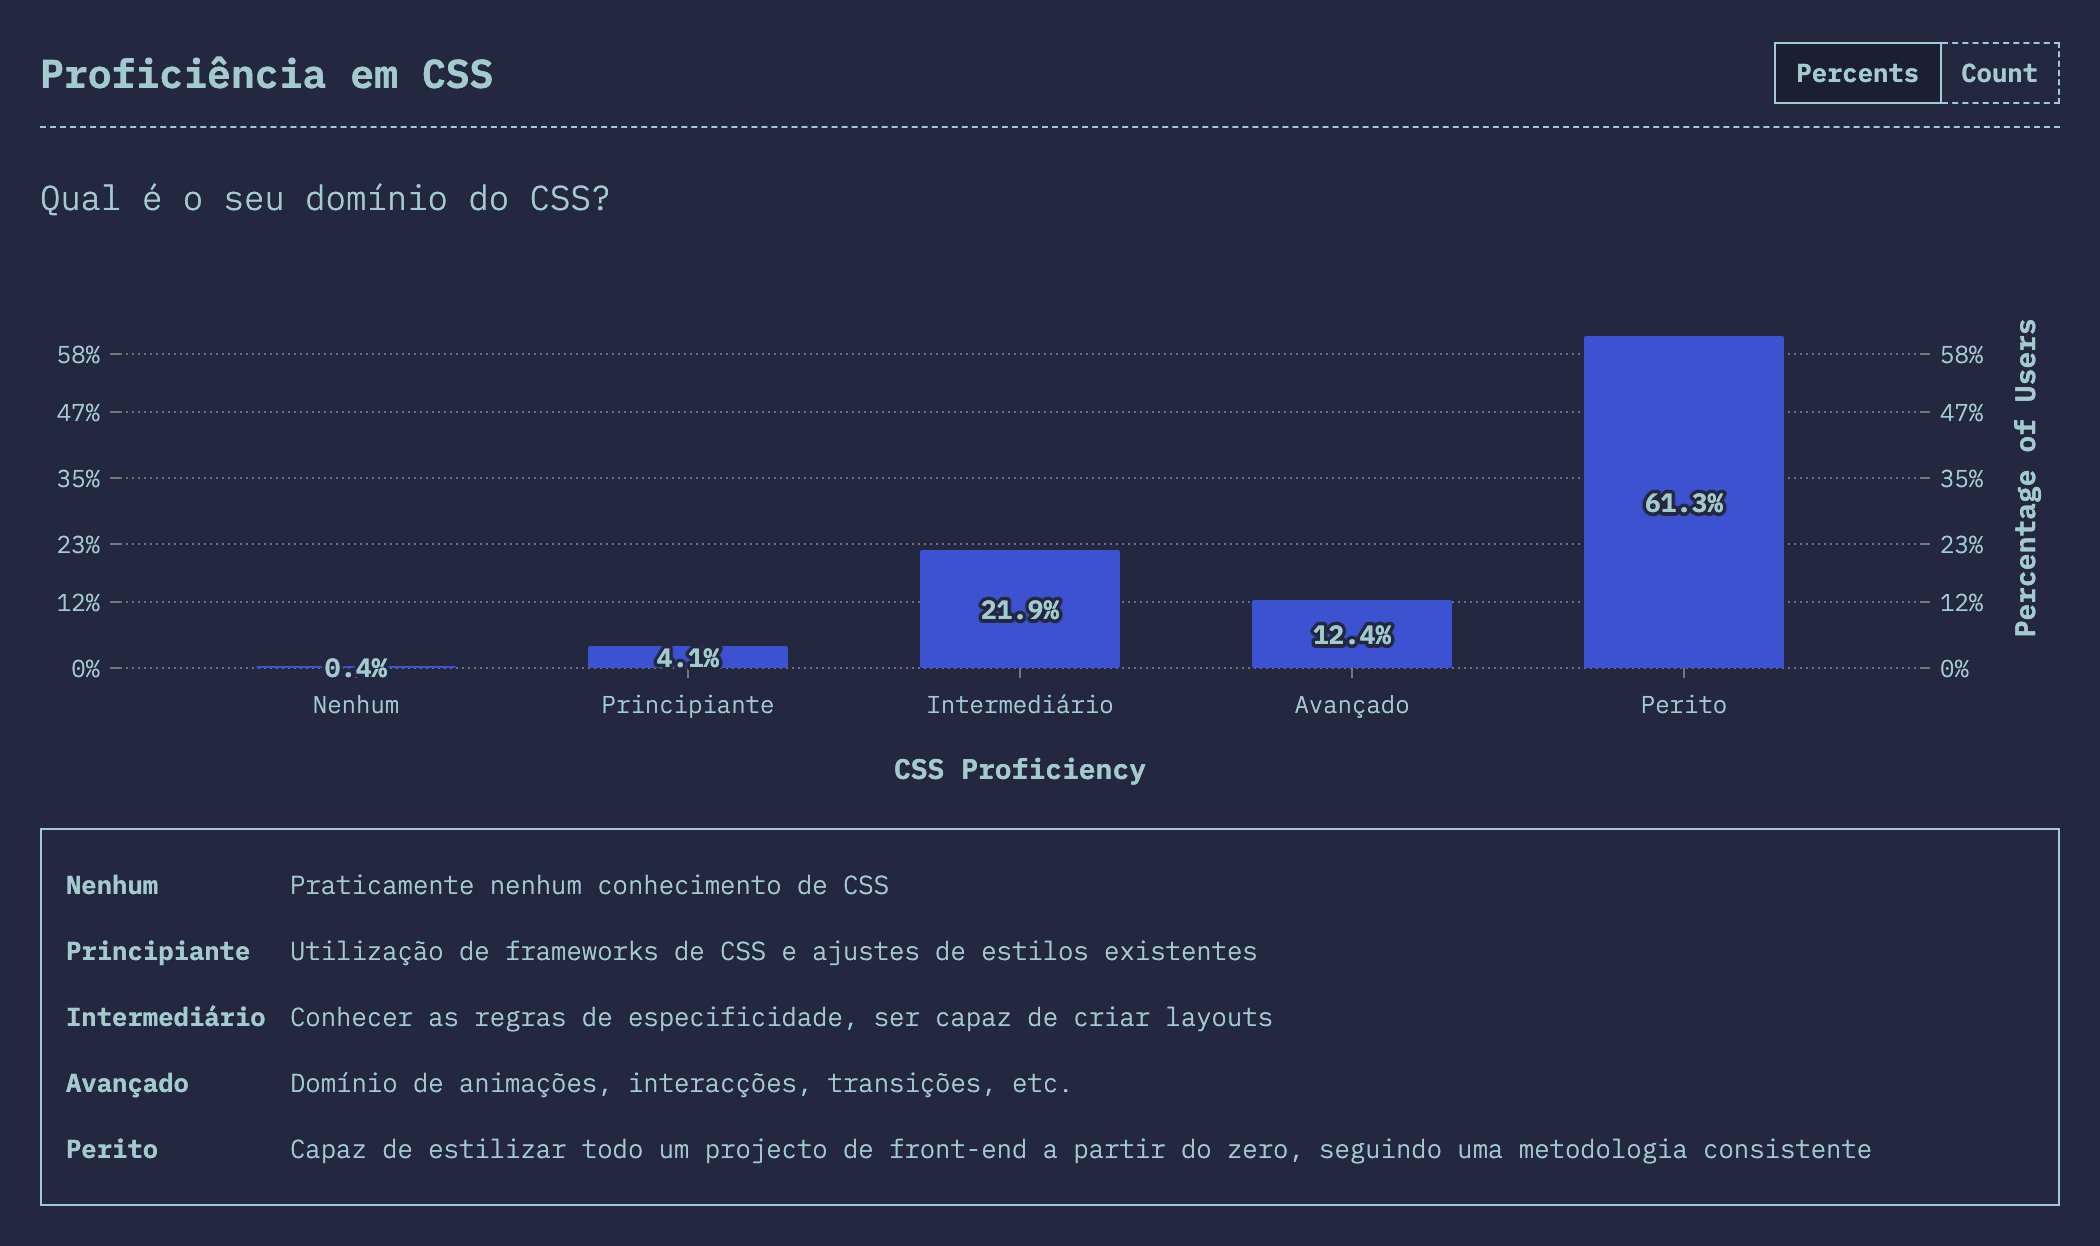 Proficiência em CSS
Percents Count
Qual é o seu domínio do CSS?
58% 58%
47% 47%
35% 35%
23% 23%
12% 12%
0% 0%
Percentage of Users
0.4% 4.1% 21.9% 12.4% 61.3%
Nenhum Principiante Intermediário Avançado Perito
CSS Proficiency
Nenhum Praticamente nenhum conhecimento de CSS
Principiante Utilização de frameworks de CSS e ajustes de estilos existentes
Intermediário Conhecer as regras de especificidade, ser capaz de criar layouts
Avançado Domínio de animações, interacções, transições, etc.
Perito Capaz de estilizar todo um projecto de front-end a partir do zero, seguindo uma metodologia consistente